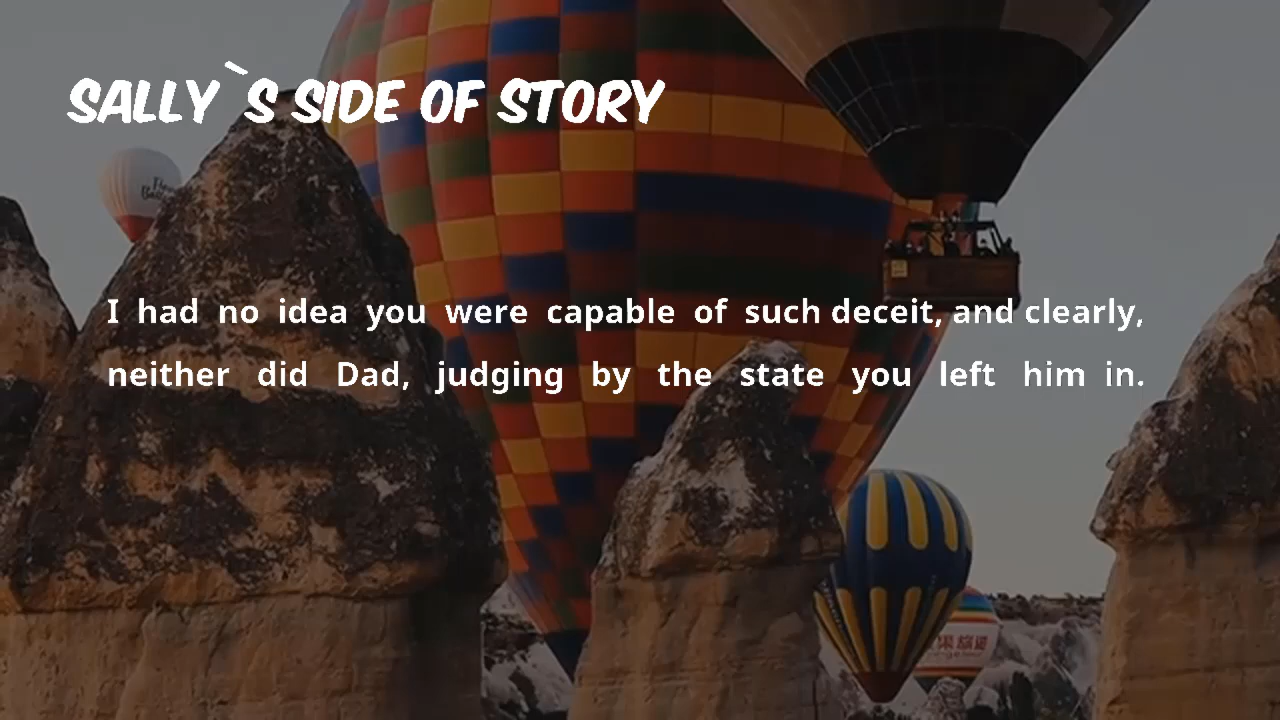 SALLY`S SIDE OF STORY
I had no idea you were capable of such deceit, and clearly,
neither did Dad, judging by the state you left him in.